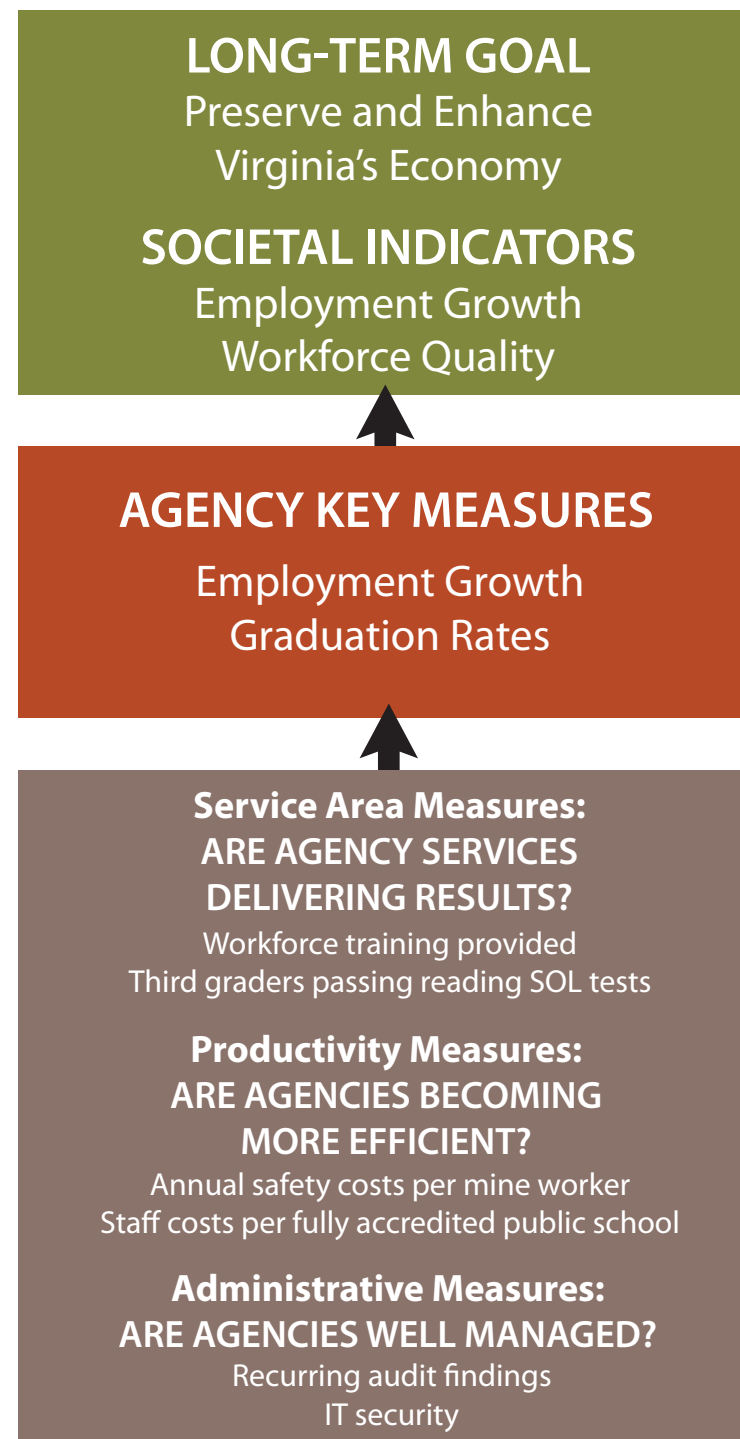 LONG-TERM GOAL
Preserve and Enhance
Virginia’s Economy
SOCIETAL INDICATORS
Employment Growth
Workforce Quality
AGENCY KEY MEASURES
Employment Growth
Graduation Rates
Service Area Measures:
ARE AGENCY SERVICES
DELIVERING RESULTS?
Workforce training provided
Third graders passing reading SOL tests
Productivity Measures:
ARE AGENCIES BECOMING
MORE EFFICIENT?
Annual safety costs per mine worker
Staff costs per fully accredited public school
Administrative Measures:
ARE AGENCIES WELL MANAGED?
Recurring audit findings
IT security